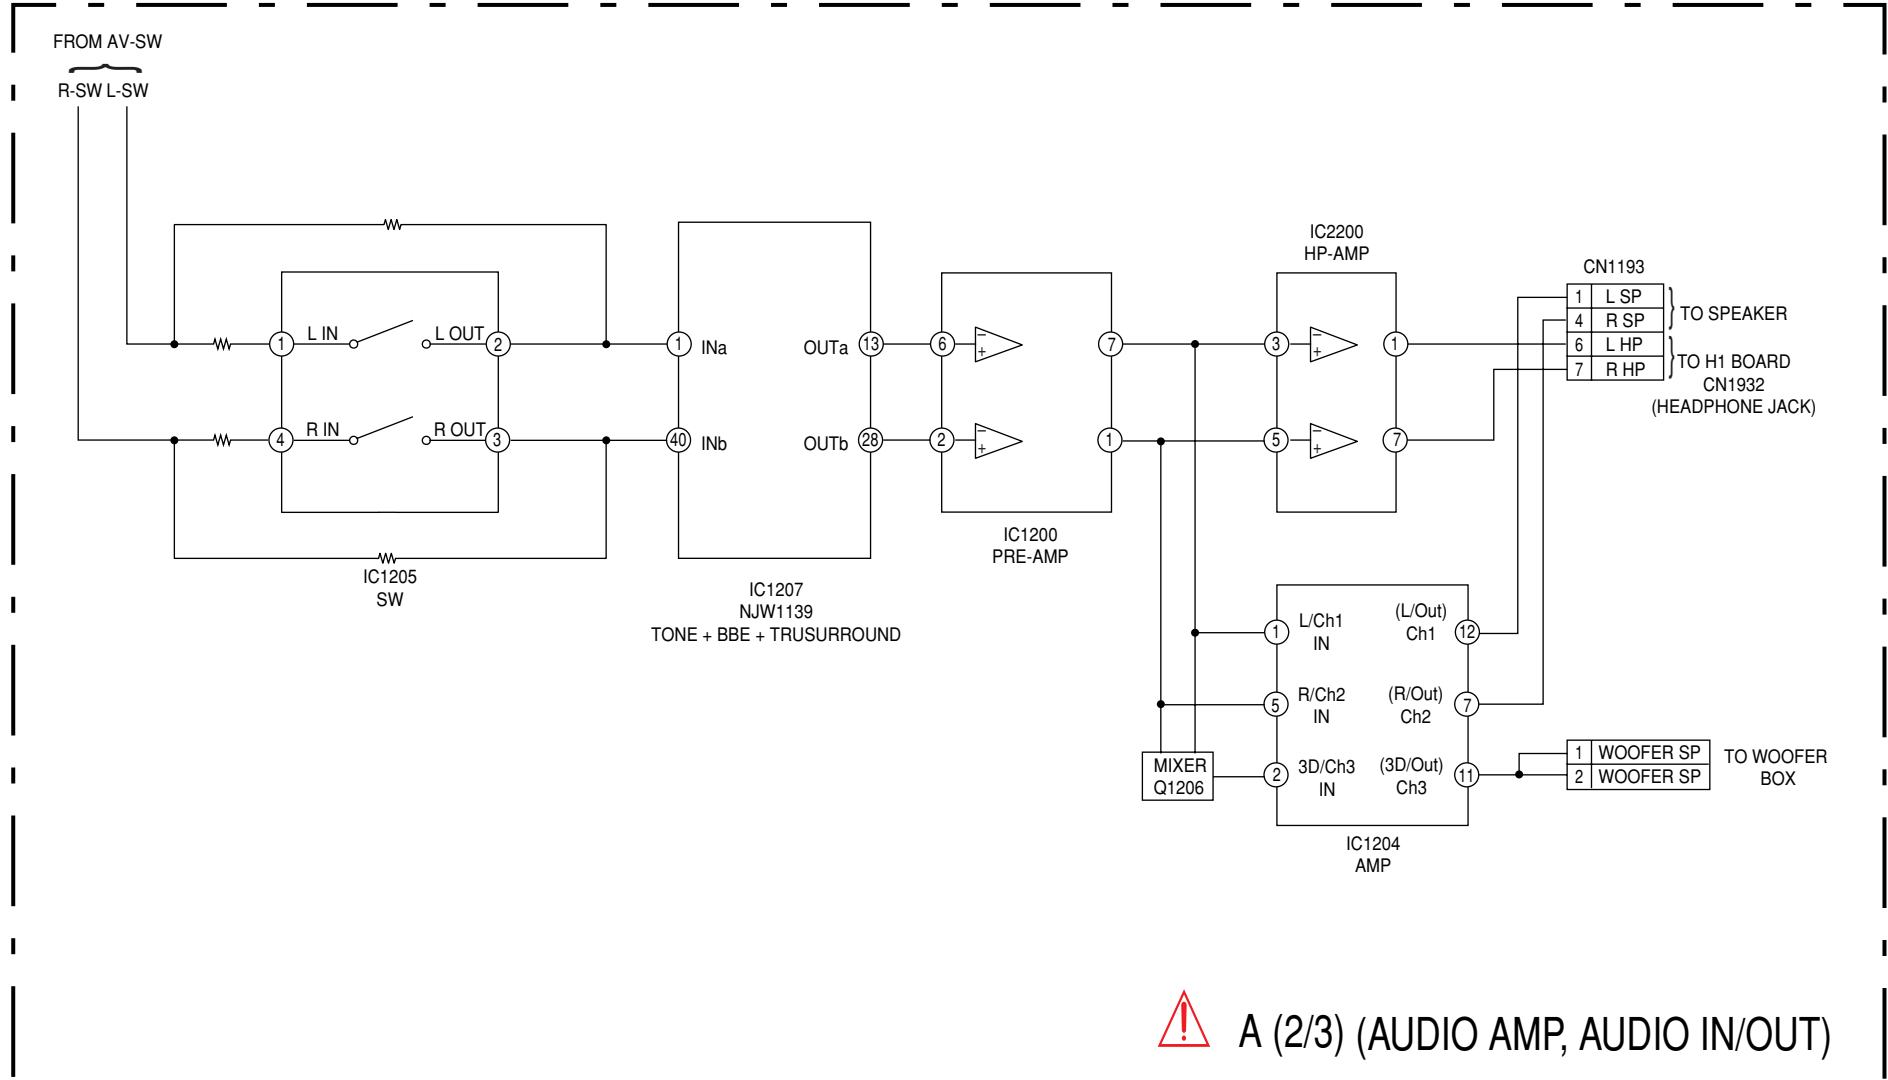 FROM AV-SW
R-SW L-SW
1 L IN L OUT 2
4 R IN R OUT 3
IC1205
SW
1 INa OUTa 13
40 INb OUTb 28
IC1207
NJW1139
TONE + BBE + TRUSURROUND
6 − + 7
2 − + 1
IC1200
PRE-AMP
IC2200
HP-AMP
3 − + 1
5 − + 7
CN1193
1 L SP
4 R SP
TO SPEAKER
6 L HP
7 R HP
TO H1 BOARD
CN1932
(HEADPHONE JACK)
1 L/Ch1
IN
(L/Out)
Ch1 12
5 R/Ch2
IN
(R/Out)
Ch2 7
MIXER
Q1206
2 3D/Ch3
IN
(3D/Out)
Ch3 11
IC1204
AMP
1 WOOFER SP
2 WOOFER SP
TO WOOFER
BOX
! A (2/3) (AUDIO AMP, AUDIO IN/OUT)